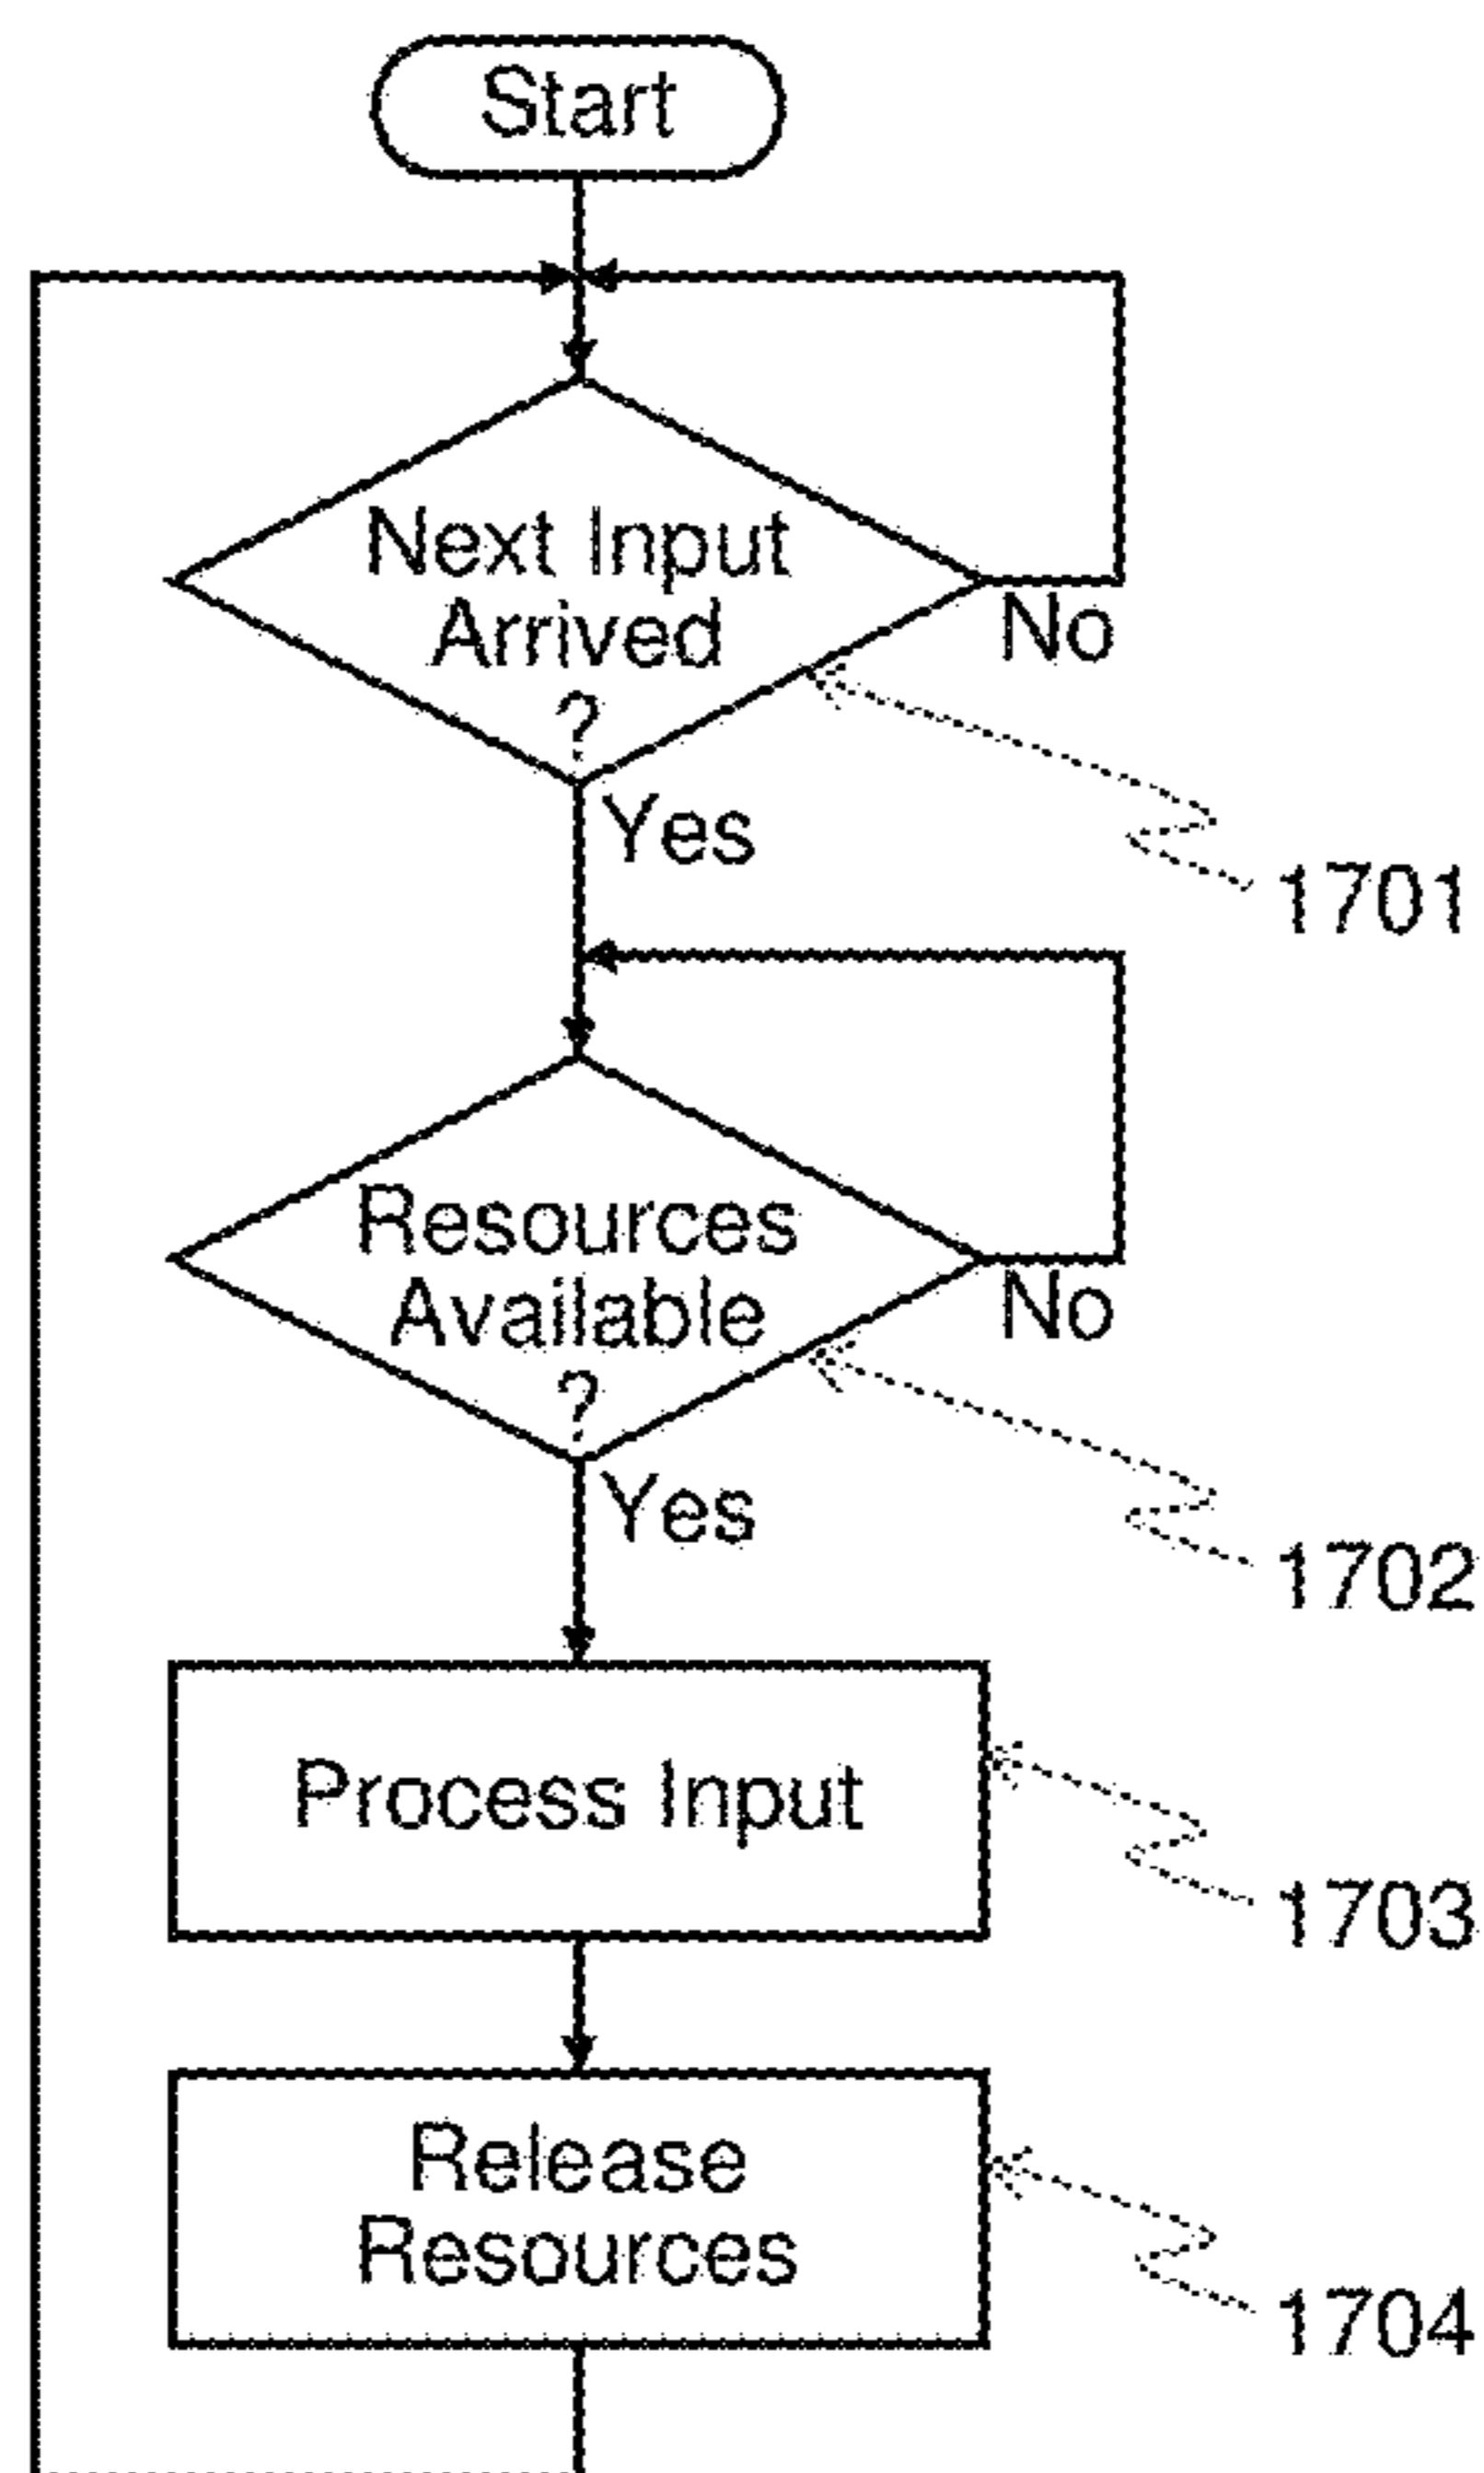 Start
Next Input
Arrived
?
No
Yes
1701
Resources
Available
?
No
Yes
1702
Process Input
1703
Release
Resources
1704